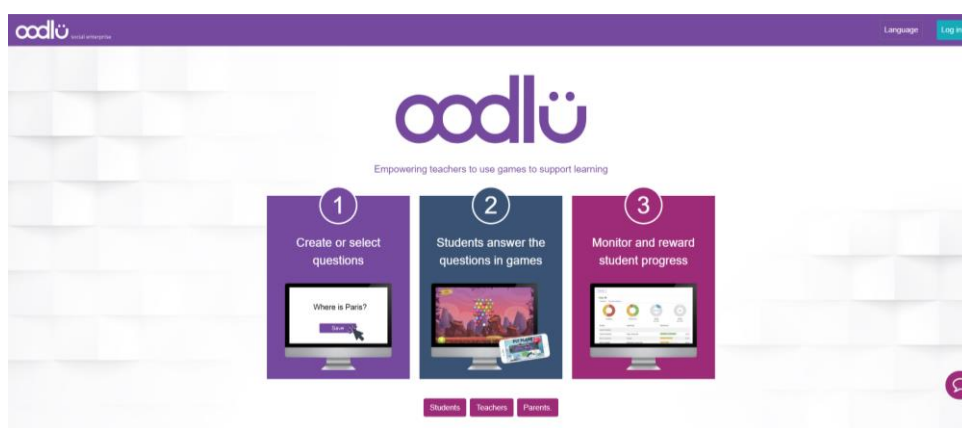 oodlü social enterprise
Language
Log in
oodlü
Empowering teachers to use games to support learning
1
Create or select
questions
Where is Paris?
Save
2
Students answer the
questions in games
3
Monitor and reward
student progress
Students
Teachers
Parents